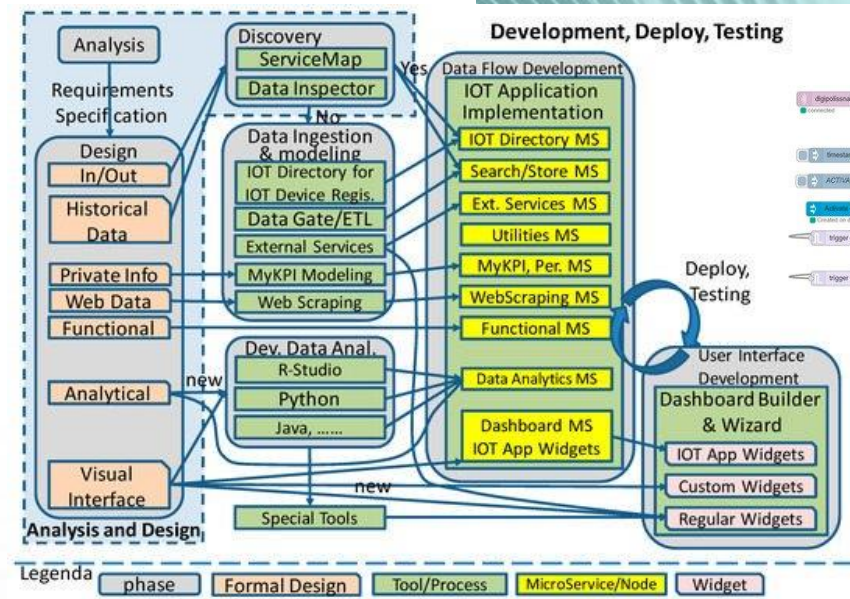 Development, Deploy, Testing
Analysis
Requirements
Specification
Discovery
ServiceMap
Data Inspector
Yes
No
Design
In/Out
Historical
Data
Private Info
Web Data
Functional
Analytical
Visual
Interface
Analysis and Design
Data Ingestion
& modeling
IOT Directory for
IOT Device Regis.
Data Gate/ETL
External Services
MyKPI Modeling
Web Scraping
new
Dev. Data Anal.
R-Studio
Python
Java, ......
new
Special Tools
Data Flow Development
IOT Application
Implementation
IOT Directory MS
Search/Store MS
Ext. Services MS
Utilities MS
MyKPI, Per. MS
WebScraping MS
Functional MS
Data Analytics MS
Dashboard MS
IOT App Widgets
Deploy,
Testing
User Interface
Development
Dashboard Builder
& Wizard
IOT App Widgets
Custom Widgets
Regular Widgets
connected
trigger
trigger
Legenda
phase
Formal Design
Tool/Process
MicroService/Node
Widget